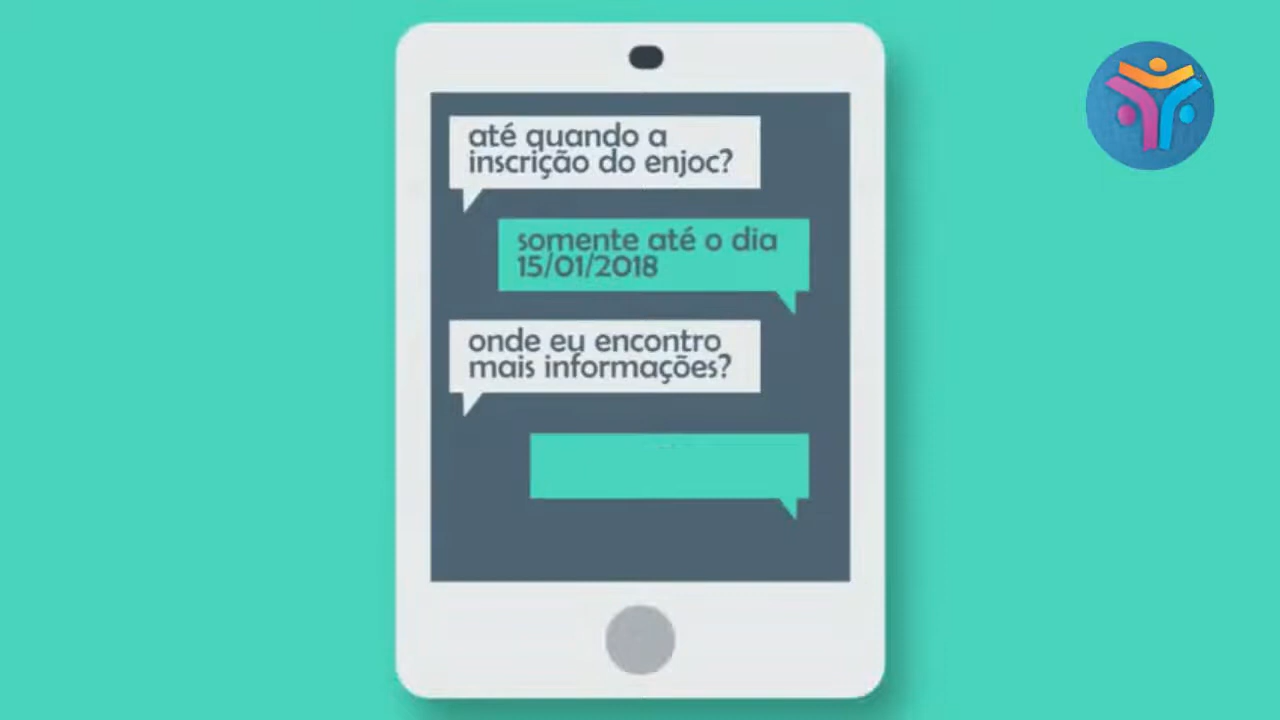 até quando a
inscrição do enjoc?
somente até o dia
15/01/2018
onde eu encontro
mais informações?